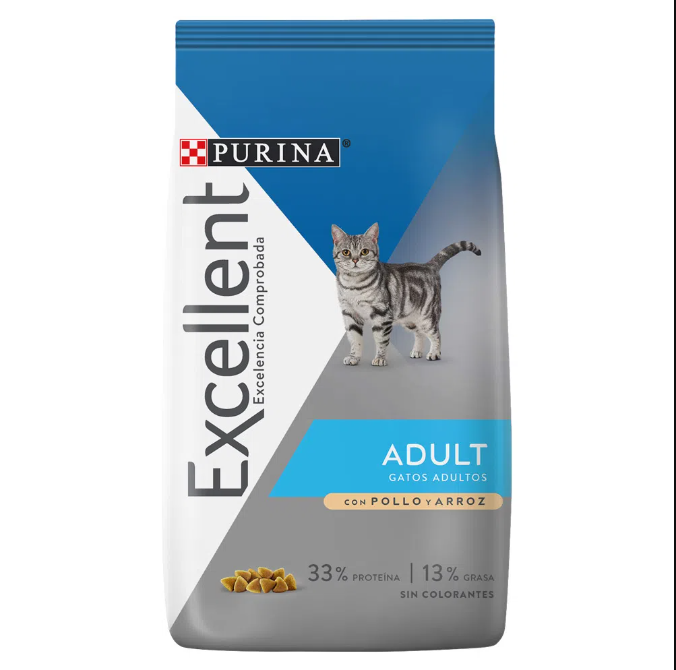 PURINA®
Excellent
Excelencia Comprobada
ADULT
GATOS ADULTOS
CON POLLO Y ARROZ
33% PROTEÍNA | 13% GRASA
SIN COLORANTES